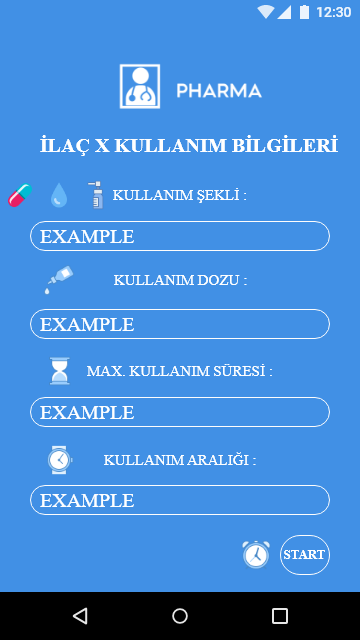 12:30
PHARMA
İLAÇ X KULLANIM BİLGİLERİ
KULLANIM ŞEKLİ :
EXAMPLE
KULLANIM DOZU :
EXAMPLE
MAX. KULLANIM SÜRESİ :
EXAMPLE
KULLANIM ARALIĞI :
EXAMPLE
START